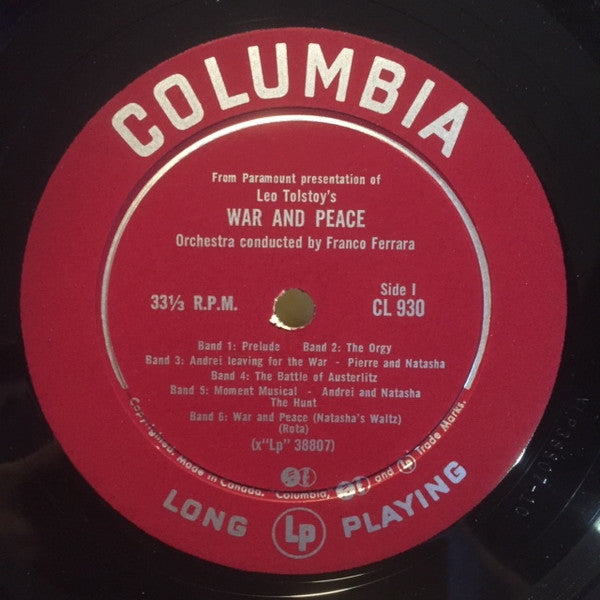 COLUMBIA
From Paramount presentation of
Leo Tolstoy's
WAR AND PEACE
Orchestra conducted by Franco Ferrara
33⅓ R.P.M.
Side I
CL 930
Band 1: Prelude Band 2: The Orgy
Band 3: Andrei leaving for the War - Pierre and Natasha
Band 4: The Battle of Austerlitz
Band 5: Moment Musical - Andrei and Natasha
The Hunt
Band 6: War and Peace (Natasha's Waltz)
(Rota)
(x"Lp" 38807)
Copyrighted. Made in Canada. Columbia, and Lp Trade Marks.
LONG Lp PLAYING